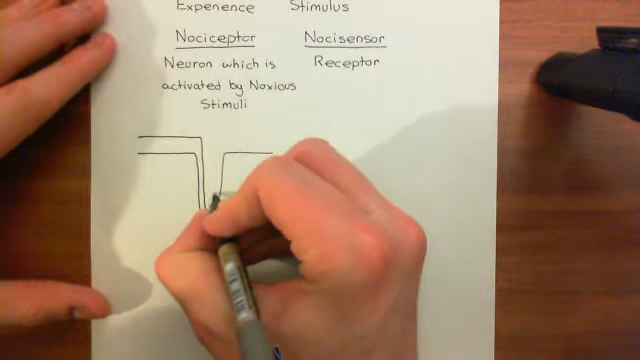 Experience Stimulus
Nociceptor Nocisensor
Neuron which is Receptor
activated by Noxious
Stimuli